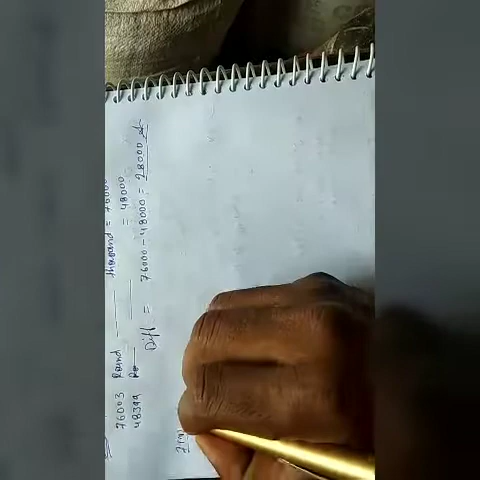 76003 Round ——— thousand = 76000
48399 ——— = 48000
Diff = 76000 - 48000 = 28000